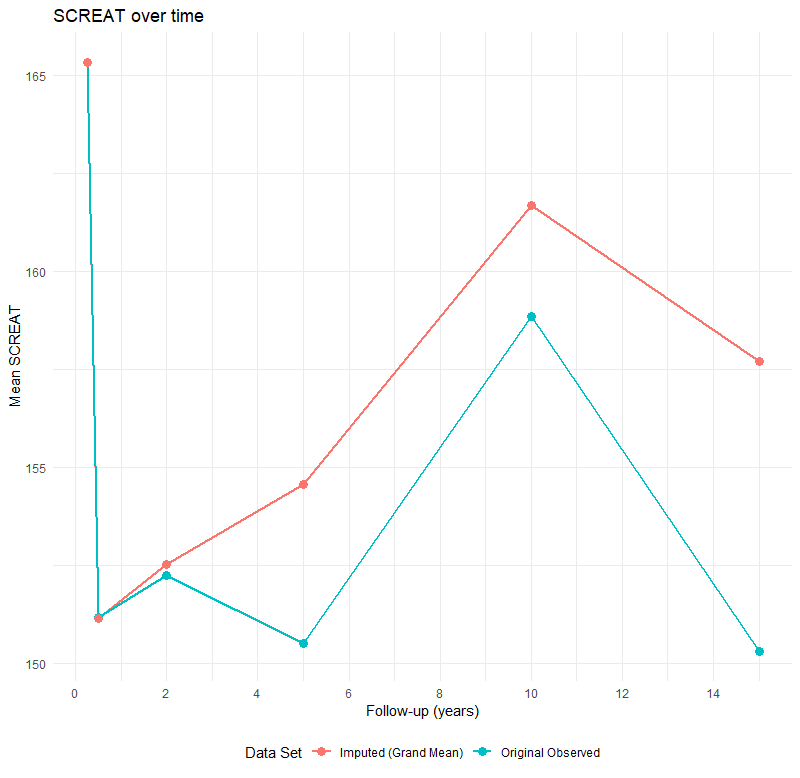 SCREAT over time
165
160
155
150
Mean SCREAT
0 2 4 6 8 10 12 14
Follow-up (years)
Data Set Imputed (Grand Mean) Original Observed